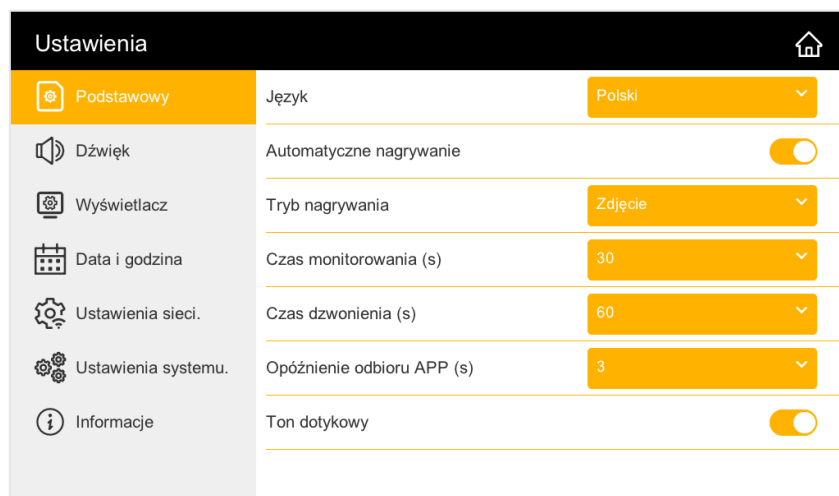 Ustawienia
Podstawowy
Język
Polski
Dźwięk
Automatyczne nagrywanie
Wyświetlacz
Tryb nagrywania
Zdjęcie
Data i godzina
Czas monitorowania (s)
30
Ustawienia sieci.
Czas dzwonienia (s)
60
Ustawienia systemu.
Opóźnienie odbioru APP (s)
3
Informacje
Ton dotykowy